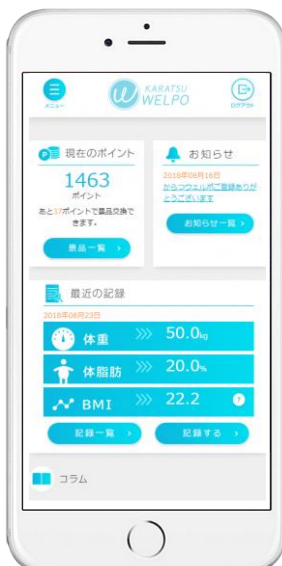 メニュー
KARATSU
WELPO
ログアウト
現在のポイント
1463
ポイント
あと37ポイントで景品交換で
きます。
景品一覧
お知らせ
2018年08月16日
からつウェルポご登録ありが
とうございます
お知らせ一覧
最近の記録
2018年08月23日
体重 50.0kg
体脂肪 20.0%
BMI 22.2 ?
記録一覧
記録する
コラム